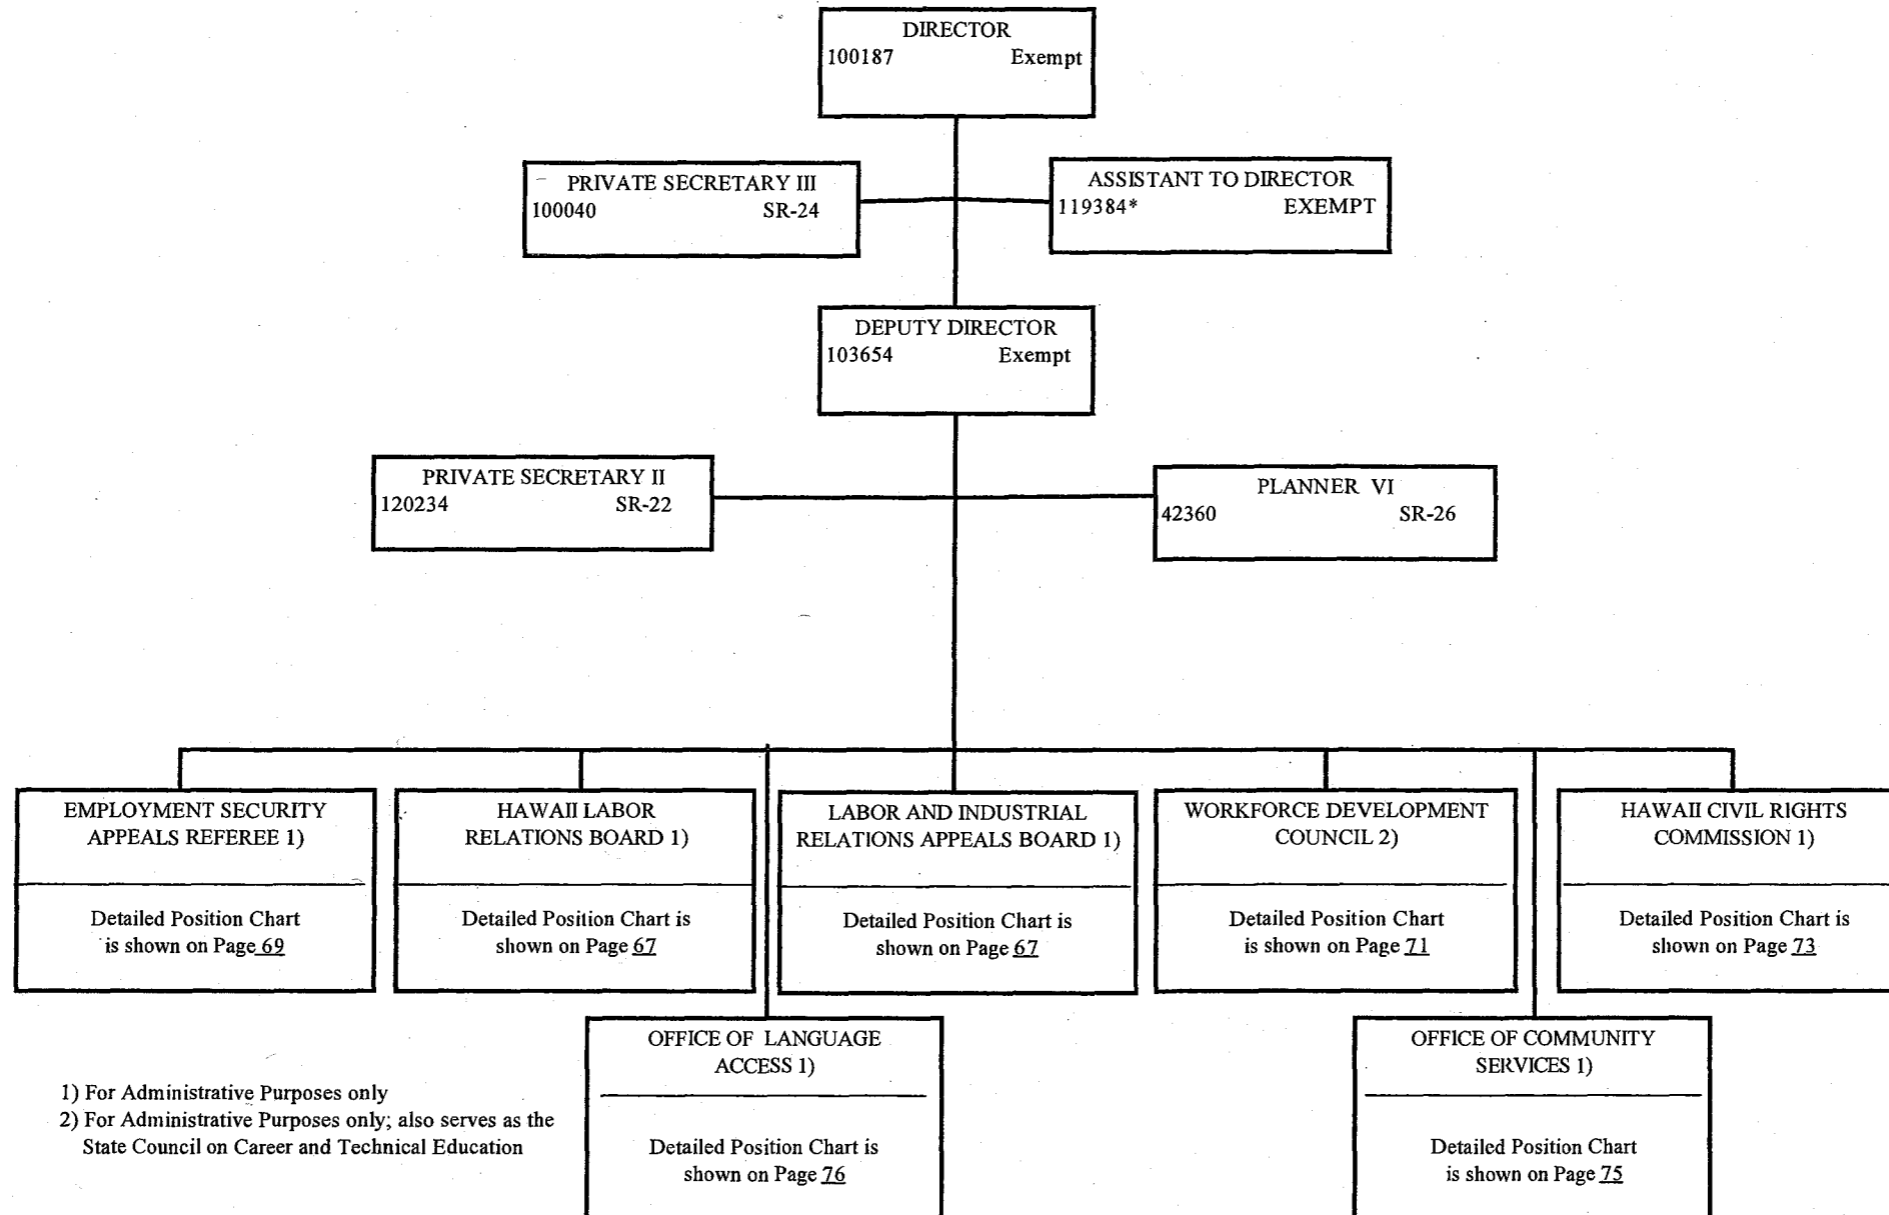 DIRECTOR
100187 Exempt
PRIVATE SECRETARY III
100040 SR-24
ASSISTANT TO DIRECTOR
119384* EXEMPT
DEPUTY DIRECTOR
103654 Exempt
PRIVATE SECRETARY II
120234 SR-22
PLANNER VI
42360 SR-26
EMPLOYMENT SECURITY
APPEALS REFEREE 1)
Detailed Position Chart
is shown on Page 69
HAWAII LABOR
RELATIONS BOARD 1)
Detailed Position Chart is
shown on Page 67
LABOR AND INDUSTRIAL
RELATIONS APPEALS BOARD 1)
Detailed Position Chart is
shown on Page 67
WORKFORCE DEVELOPMENT
COUNCIL 2)
Detailed Position Chart
is shown on Page 71
HAWAII CIVIL RIGHTS
COMMISSION 1)
Detailed Position Chart is
shown on Page 73
OFFICE OF LANGUAGE
ACCESS 1)
Detailed Position Chart is
shown on Page 76
OFFICE OF COMMUNITY
SERVICES 1)
Detailed Position Chart
is shown on Page 75
1) For Administrative Purposes only
2) For Administrative Purposes only; also serves as the
State Council on Career and Technical Education